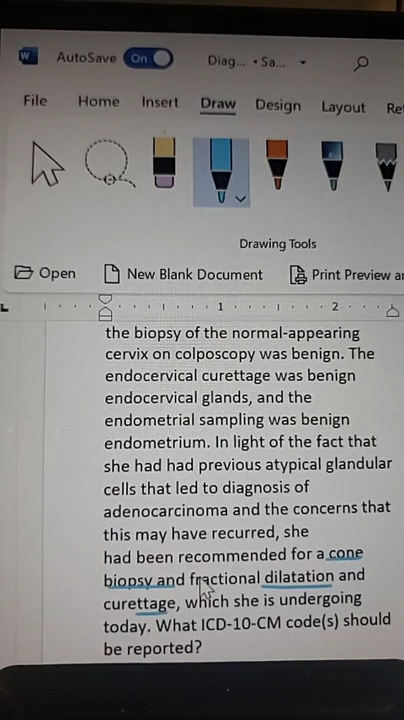 W AutoSave On Diag... • Sa...
File Home Insert Draw Design Layout Re
Drawing Tools
Open New Blank Document Print Preview ar
L 1 2
the biopsy of the normal-appearing
cervix on colposcopy was benign. The
endocervical curettage was benign
endocervical glands, and the
endometrial sampling was benign
endometrium. In light of the fact that
she had had previous atypical glandular
cells that led to diagnosis of
adenocarcinoma and the concerns that
this may have recurred, she
had been recommended for a cone
biopsy and fractional dilatation and
curettage, which she is undergoing
today. What ICD-10-CM code(s) should
be reported?